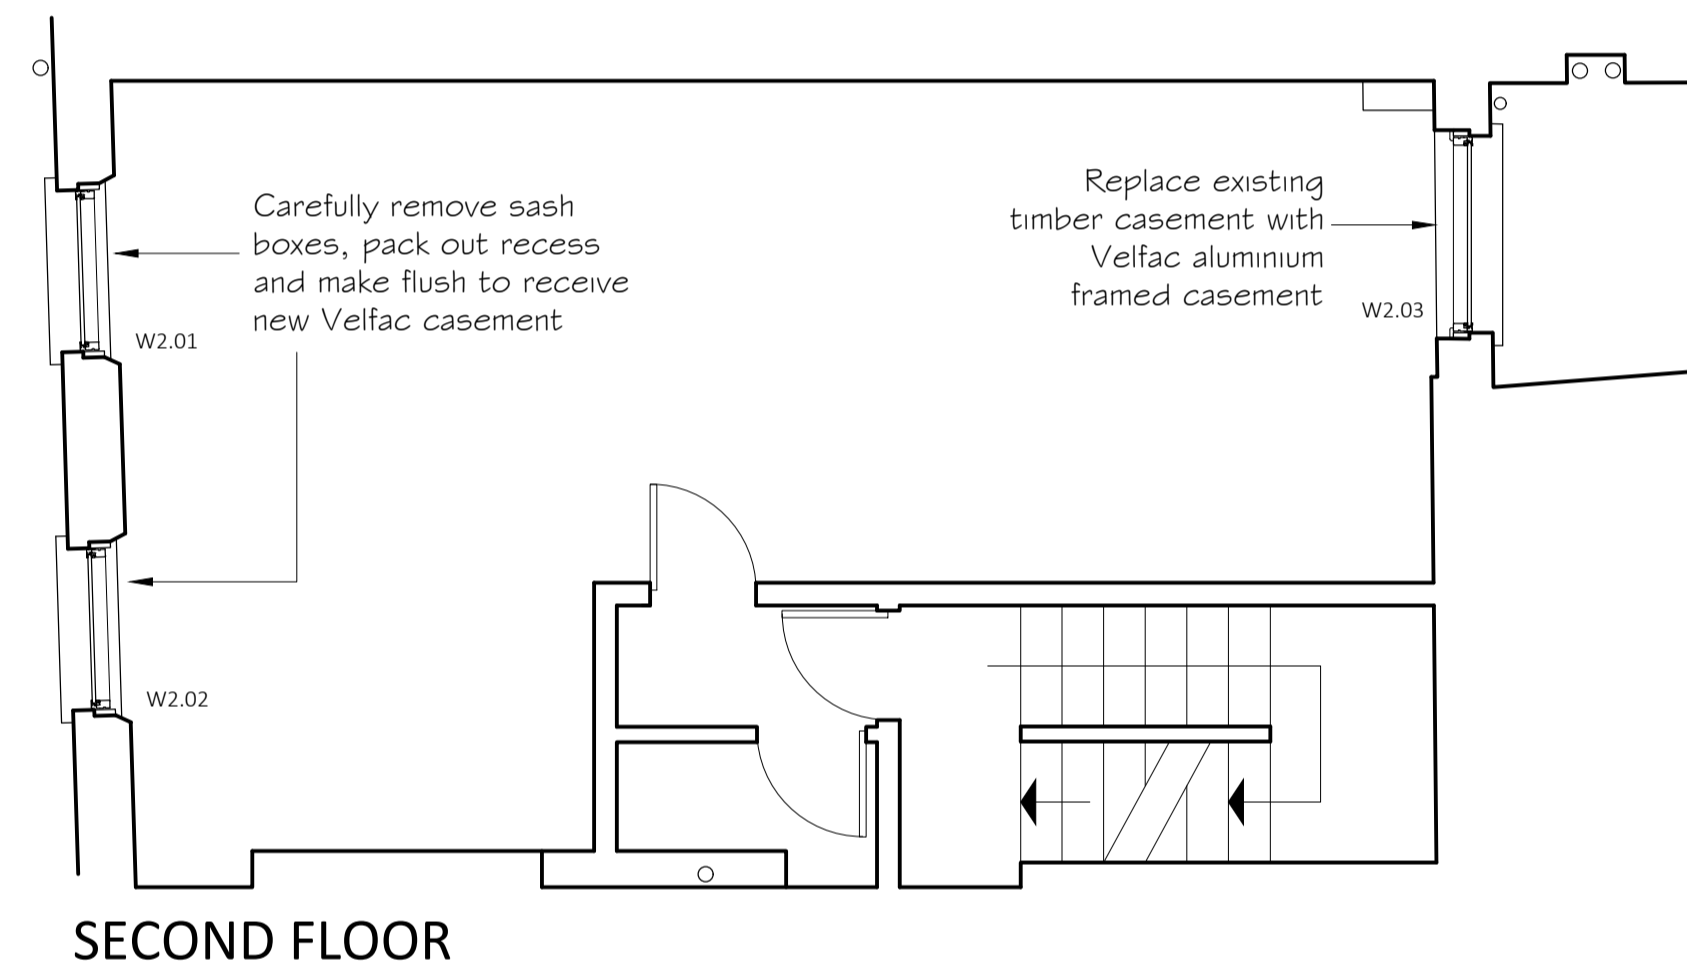 Carefully remove sash
boxes, pack out recess
and make flush to receive
new Velfac casement
W2.01
W2.02
Replace existing
timber casement with
Velfac aluminium
framed casement
W2.03
SECOND FLOOR